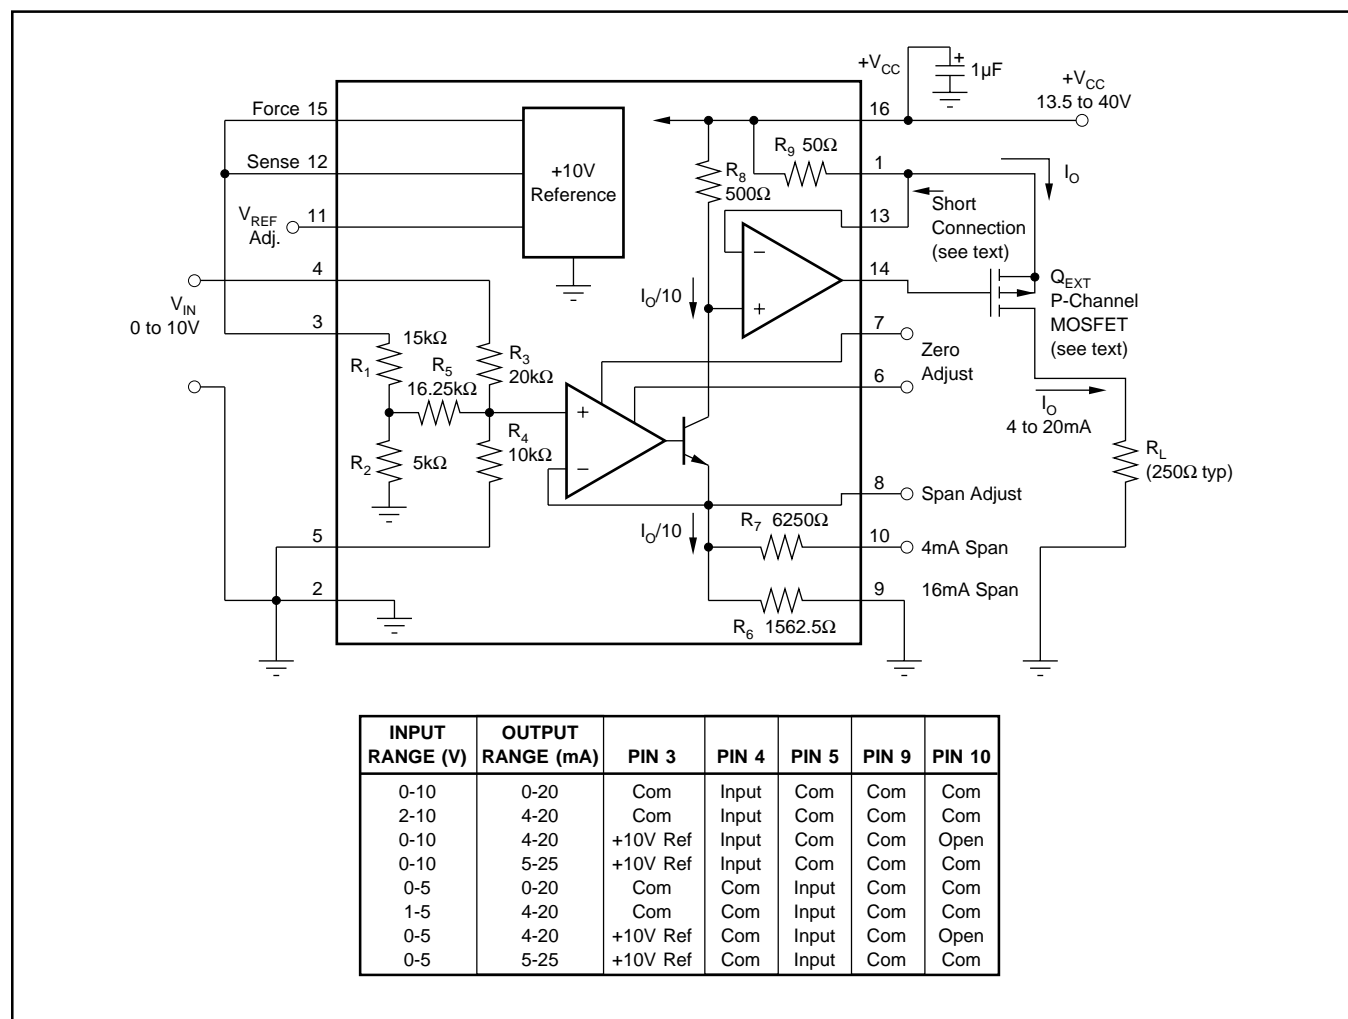 +VCC
1µF
+VCC
13.5 to 40V
Force 15
16
Sense 12
+10V
Reference
R9 50Ω
1
IO
R8
500Ω
VREF
Adj.
11
13
Short
Connection
(see text)
4
14
QEXT
P-Channel
MOSFET
(see text)
VIN
0 to 10V
IO/10
−
+
3
7
Zero
Adjust
15kΩ
R1
R5
16.25kΩ
R3
20kΩ
6
IO
4 to 20mA
+
−
R4
10kΩ
R2
5kΩ
RL
(250Ω typ)
8
Span Adjust
IO/10
R7 6250Ω
5
10
4mA Span
2
9
16mA Span
R6 1562.5Ω
INPUT RANGE (V) OUTPUT RANGE (mA) PIN 3 PIN 4 PIN 5 PIN 9 PIN 10
0-10 0-20 Com Input Com Com Com
2-10 4-20 Com Input Com Com Com
0-10 4-20 +10V Ref Input Com Com Open
0-10 5-25 +10V Ref Input Com Com Com
0-5 0-20 Com Com Input Com Com
1-5 4-20 Com Com Input Com Com
0-5 4-20 +10V Ref Com Input Com Open
0-5 5-25 +10V Ref Com Input Com Com